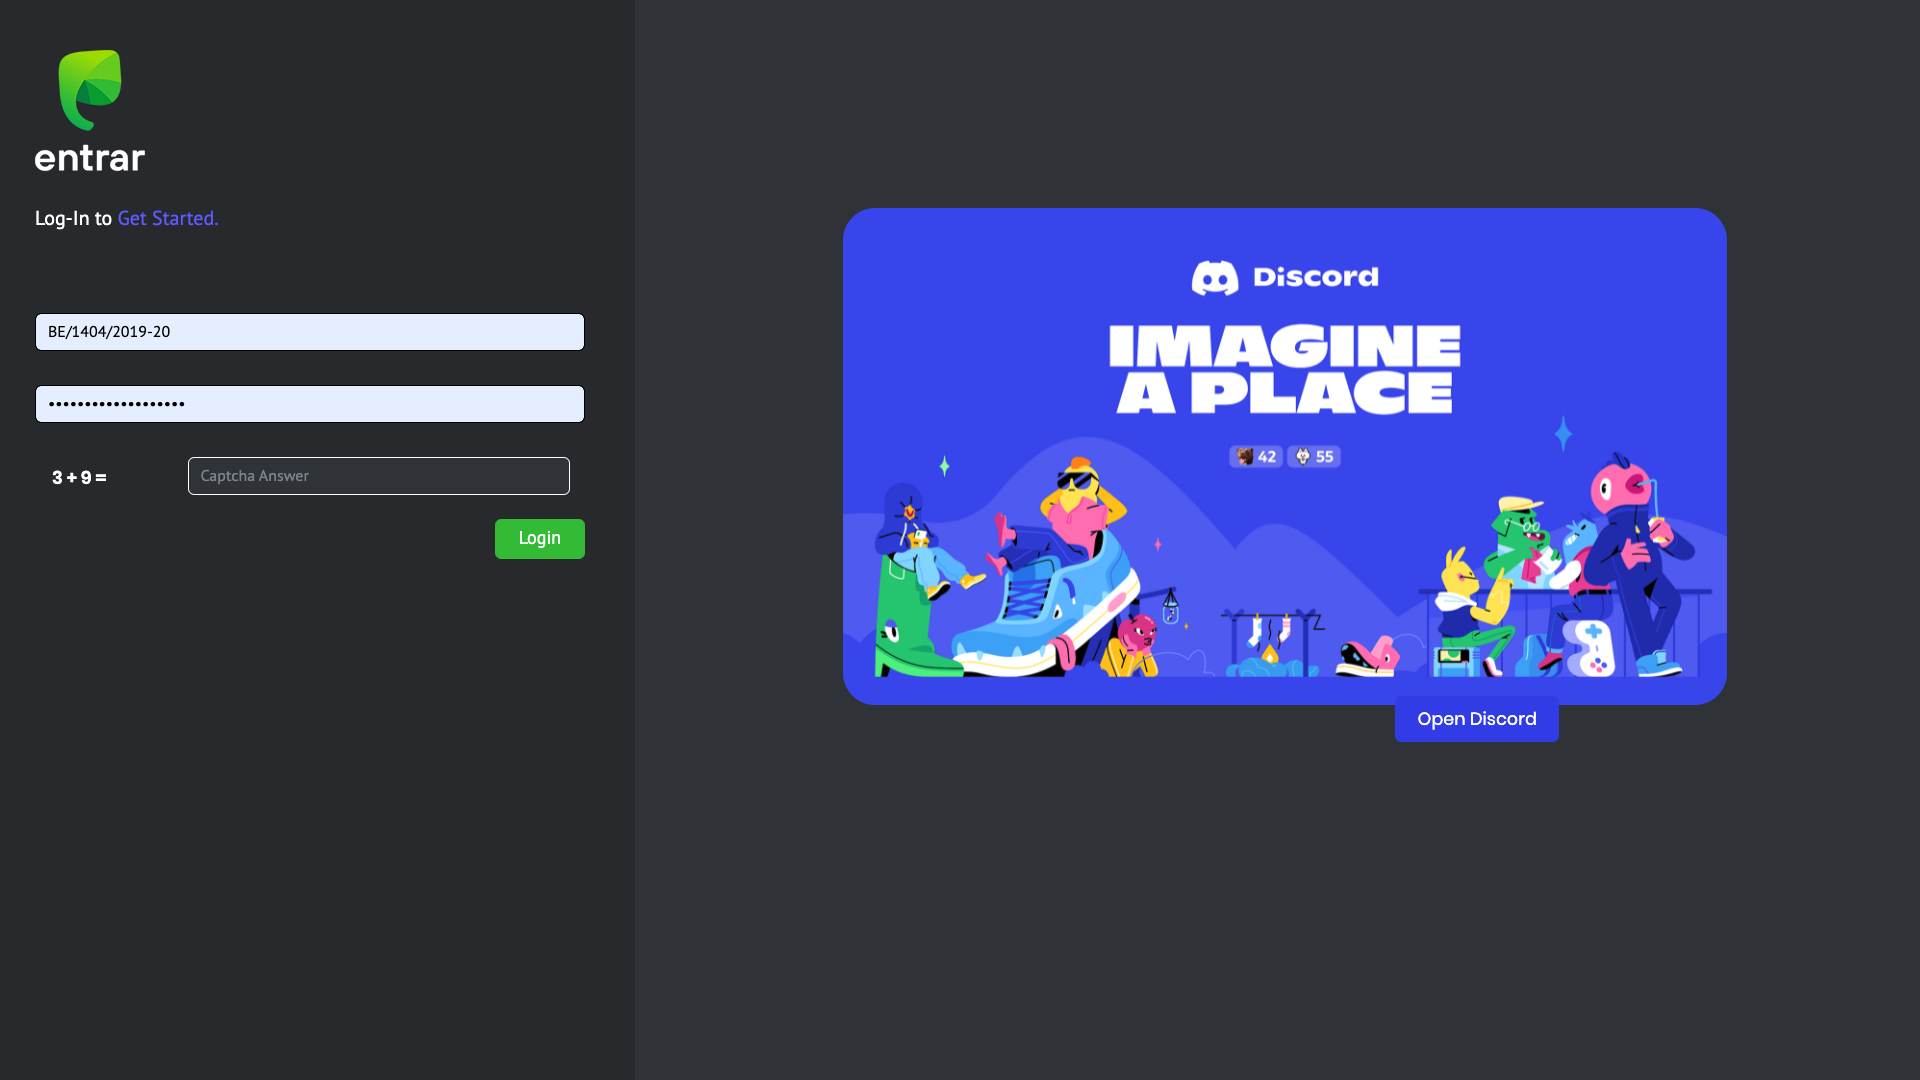 entrar
Log-In to Get Started.
BE/1404/2019-20
•••••••••••••••••••
3 + 9 =
Captcha Answer
Login
Discord
IMAGINE
A PLACE
42 55
Z
Open Discord